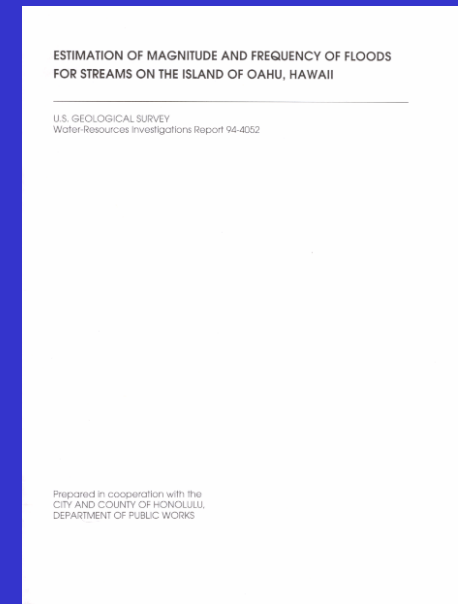 ESTIMATION OF MAGNITUDE AND FREQUENCY OF FLOODS
FOR STREAMS ON THE ISLAND OF OAHU, HAWAII
U.S. GEOLOGICAL SURVEY
Water-Resources Investigations Report 94-4052
Prepared in cooperation with the
CITY AND COUNTY OF HONOLULU,
DEPARTMENT OF PUBLIC WORKS